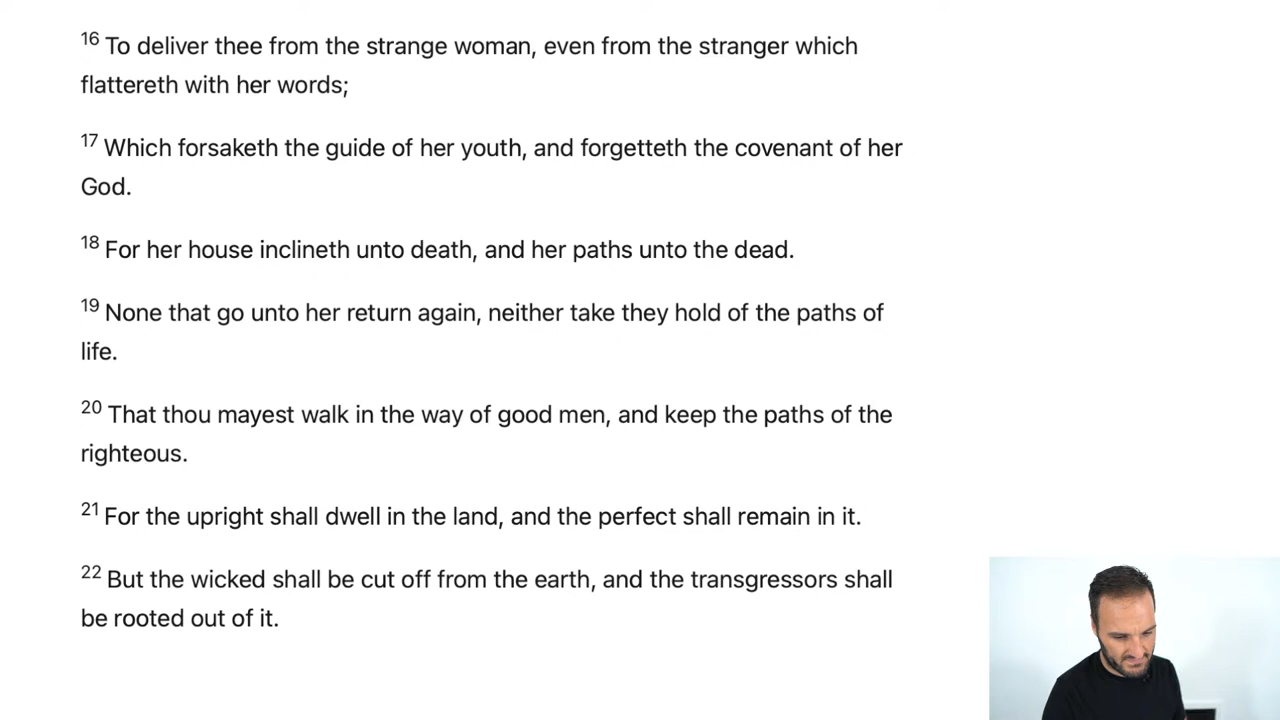 16 To deliver thee from the strange woman, even from the stranger which
flattereth with her words;
17 Which forsaketh the guide of her youth, and forgetteth the covenant of her
God.
18 For her house inclineth unto death, and her paths unto the dead.
19 None that go unto her return again, neither take they hold of the paths of
life.
20 That thou mayest walk in the way of good men, and keep the paths of the
righteous.
21 For the upright shall dwell in the land, and the perfect shall remain in it.
22 But the wicked shall be cut off from the earth, and the transgressors shall
be rooted out of it.